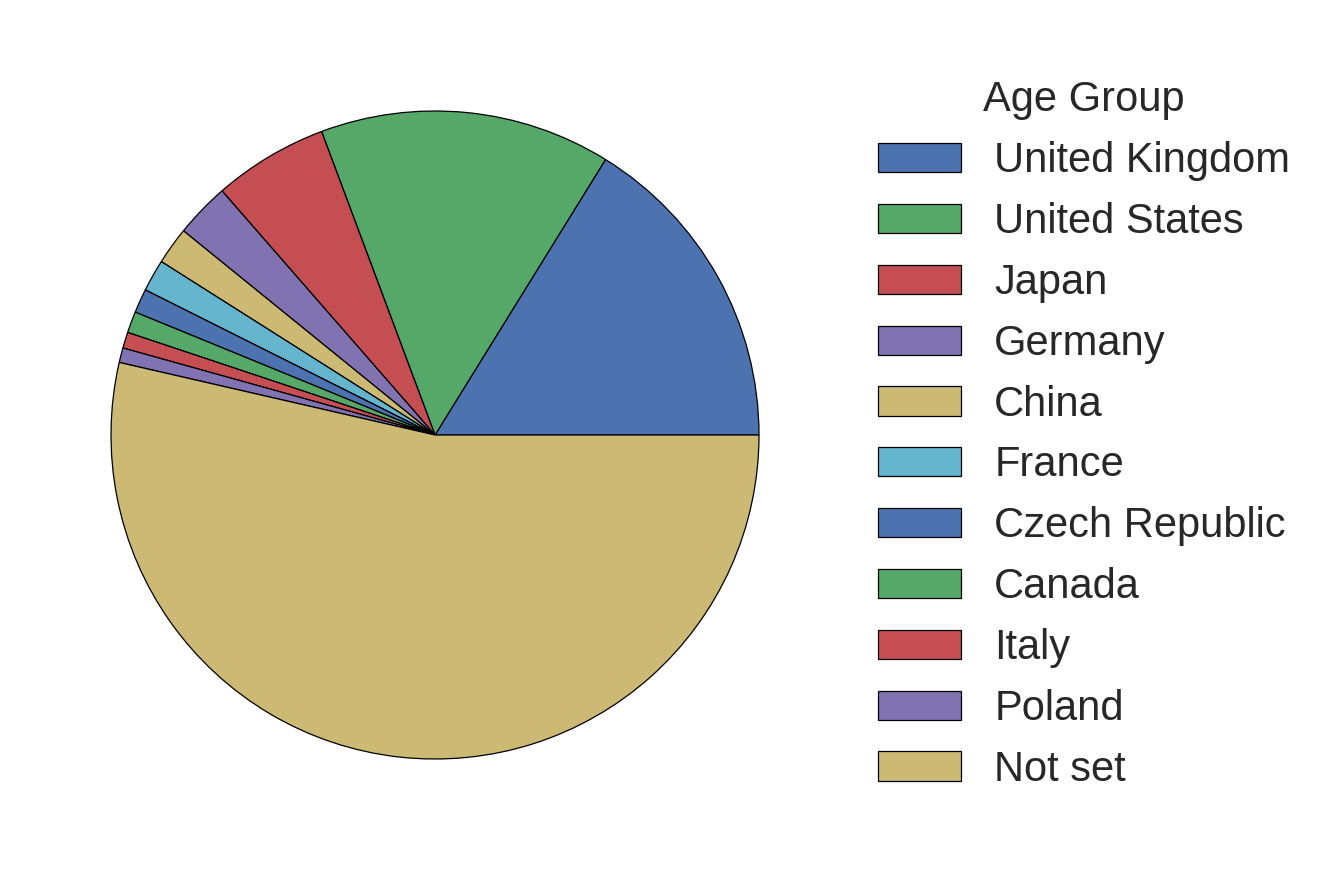 Age Group
United Kingdom
United States
Japan
Germany
China
France
Czech Republic
Canada
Italy
Poland
Not set